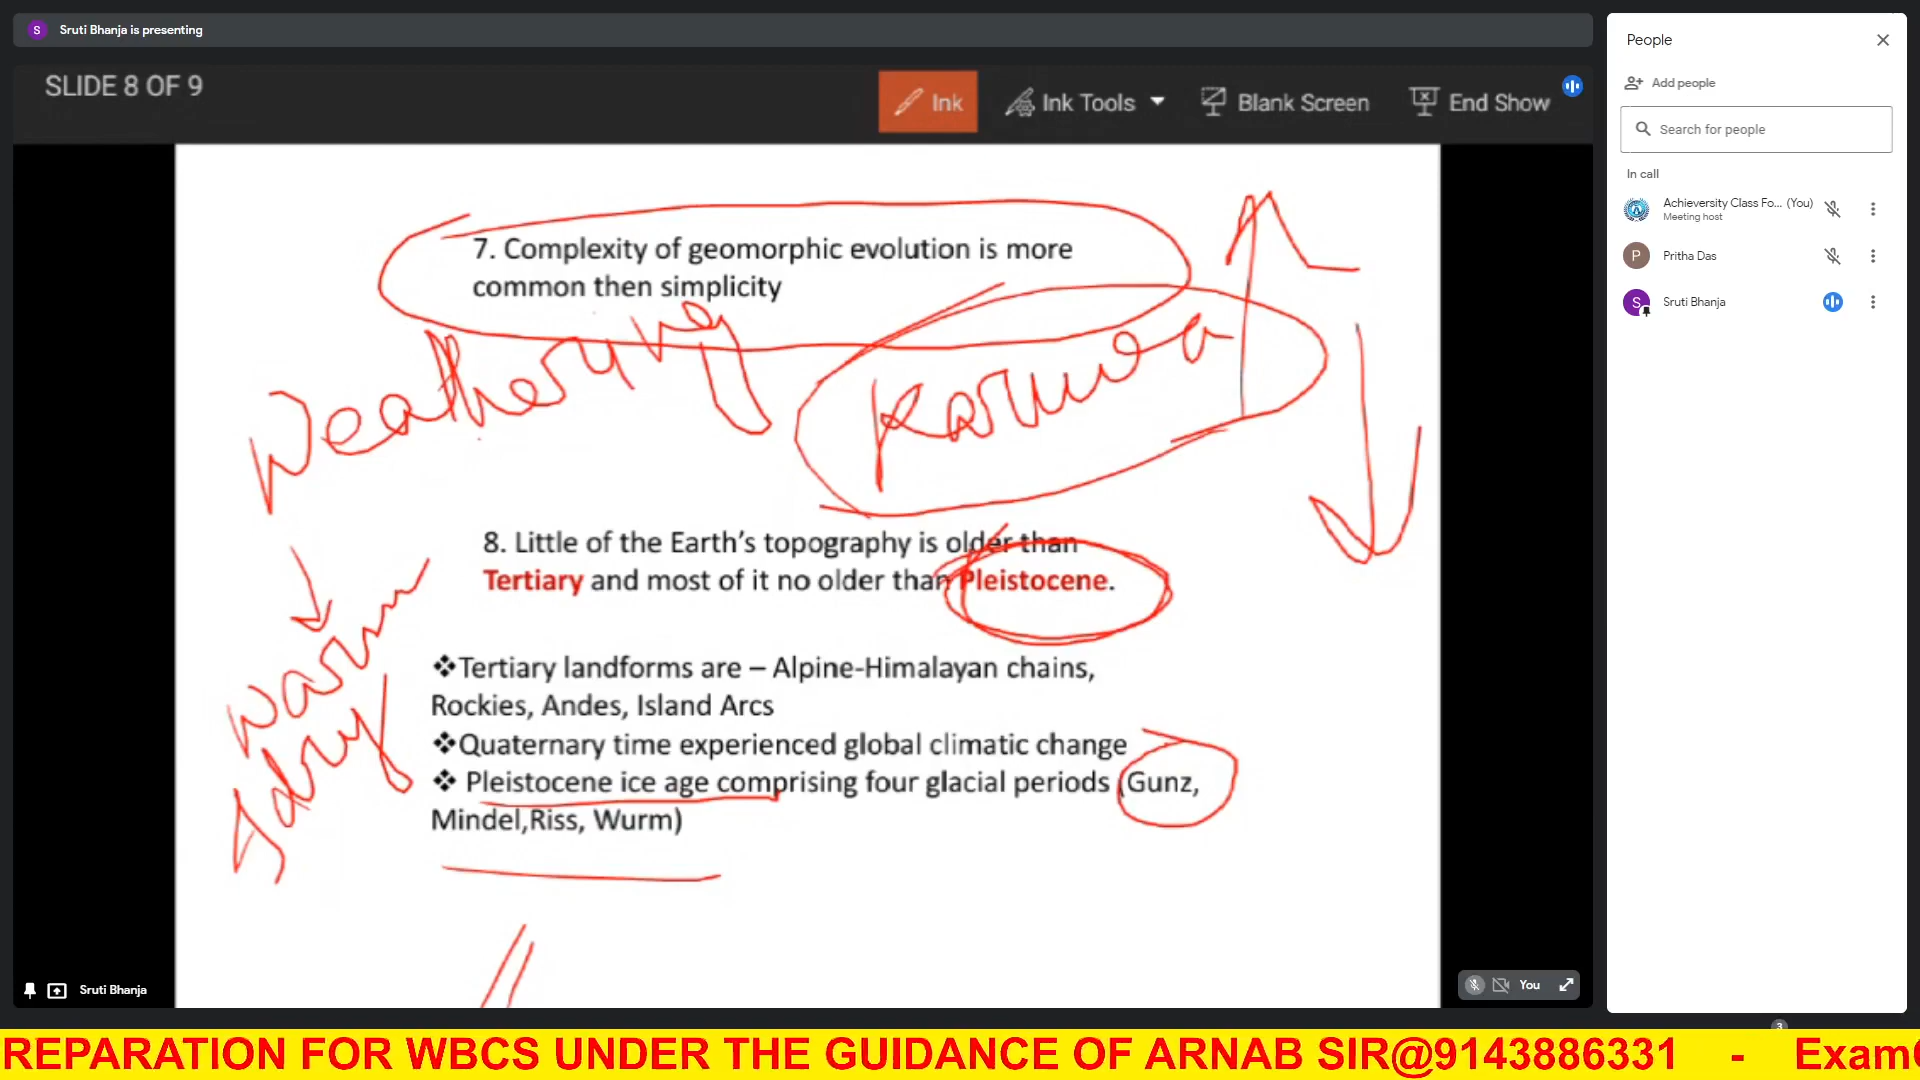 S Sruti Bhanja is presenting
SLIDE 8 OF 9
Ink
Ink Tools
Blank Screen
End Show
7. Complexity of geomorphic evolution is more
common then simplicity
Weathering
8. Little of the Earth's topography is older than
Tertiary and most of it no older than Pleistocene.
warm
dry
❖Tertiary landforms are – Alpine-Himalayan chains,
Rockies, Andes, Island Arcs
❖Quaternary time experienced global climatic change
❖ Pleistocene ice age comprising four glacial periods (Gunz,
Mindel,Riss, Wurm)
Sruti Bhanja
You
People
Add people
Search for people
In call
Achieversity Class Fo... (You)
Meeting host
P Pritha Das
S Sruti Bhanja
3
REPARATION FOR WBCS UNDER THE GUIDANCE OF ARNAB SIR@9143886331 - Exam